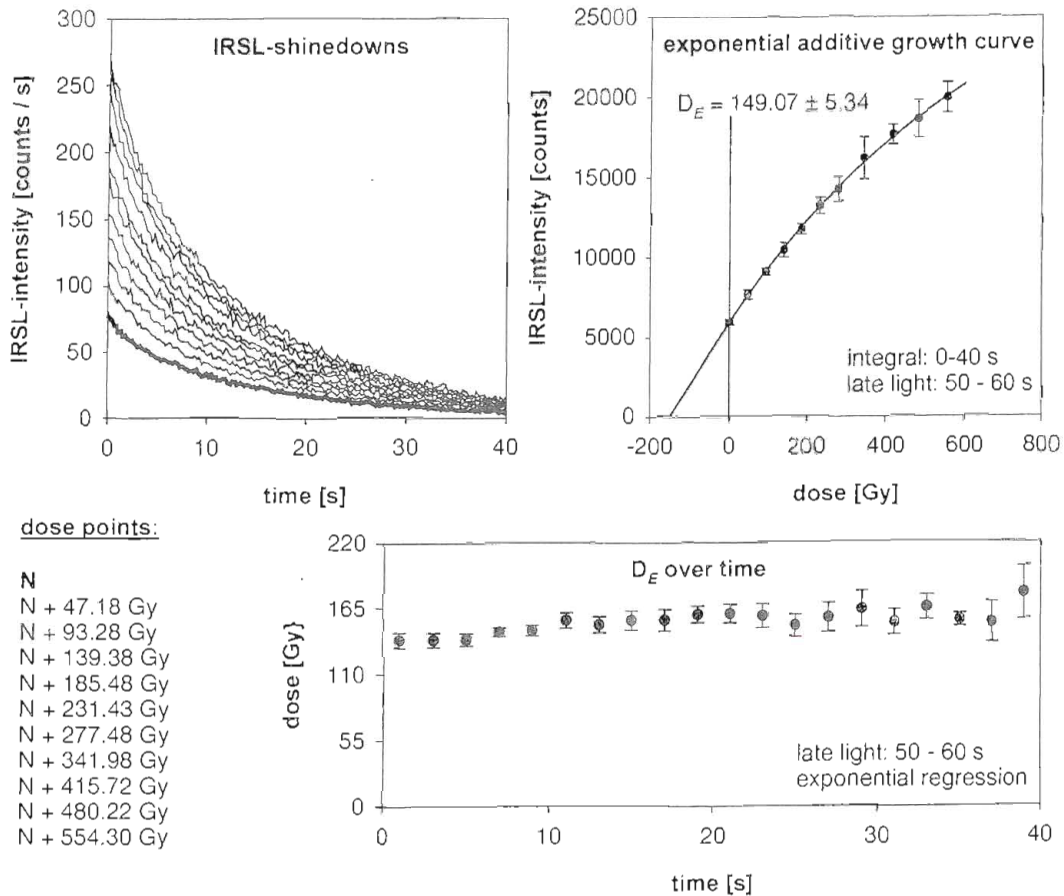 IRSL-shinedowns
IRSL-intensity [counts / s]
300
250
200
150
100
50
0
0 10 20 30 40
time [s]
exponential additive growth curve
D_E = 149.07 ± 5,34
IRSL-intensity [counts]
25000
20000
15000
10000
5000
0
integral: 0-40 s
late light: 50 - 60 s
-200 0 200 400 600 800
dose [Gy]
dose points:
N
N + 47.18 Gy
N + 93.28 Gy
N + 139.38 Gy
N + 185.48 Gy
N + 231.43 Gy
N + 277.48 Gy
N + 341.98 Gy
N + 415.72 Gy
N + 480.22 Gy
N + 554.30 Gy
D_E over time
dose [Gy}
220
165
110
55
0
late light: 50 - 60 s
exponential regression
0 10 20 30 40
time [s]